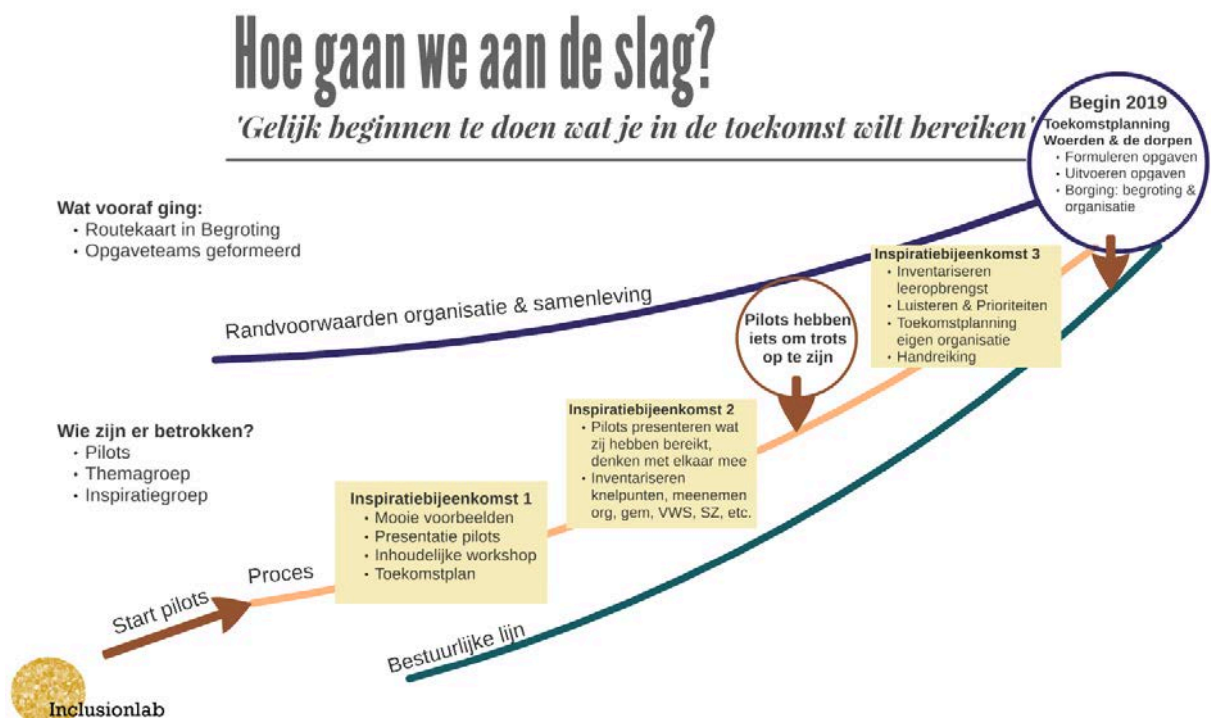 Hoe gaan we aan de slag?
'Gelijk beginnen te doen wat je in de toekomst wilt bereiken'
Begin 2019
Toekomstplanning
Woerden & de dorpen
• Formuleren opgaven
• Uitvoeren opgaven
• Borging: begroting &
organisatie
Wat vooraf ging:
• Routekaart in Begroting
• Opgaveteams geformeerd
Randvoorwaarden organisatie & samenleving
Pilots hebben
iets om trots
op te zijn
Inspiratiebijeenkomst 3
• Inventariseren
leeropbrengst
• Luisteren & Prioriteiten
• Toekomstplanning
eigen organisatie
• Handreiking
Wie zijn er betrokken?
• Pilots
• Themagroep
• Inspiratiegroep
Inspiratiebijeenkomst 2
• Pilots presenteren wat
zij hebben bereikt,
denken met elkaar mee
• Inventariseren
knelpunten, meenemen
org, gem, VWS, SZ, etc.
Inspiratiebijeenkomst 1
• Mooie voorbeelden
• Presentatie pilots
• Inhoudelijke workshop
• Toekomstplan
Proces
Start pilots
Bestuurlijke lijn
Inclusionlab